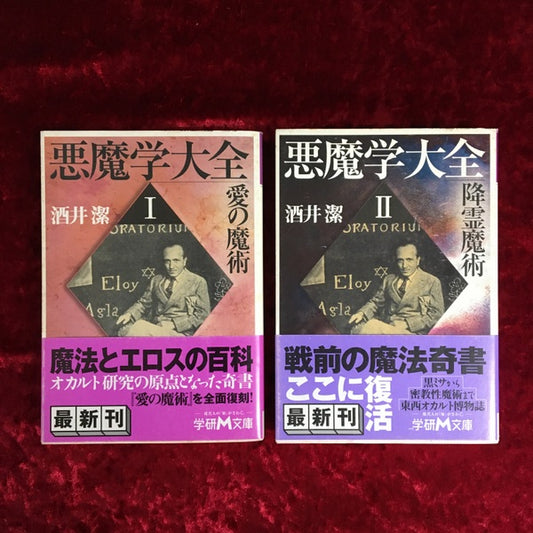 悪魔学大全
I
愛の魔術
酒井 潔
ORATORIUM
Eloy
Agla
魔法とエロスの百科
オカルト研究の原点となった奇書
『愛の魔術』を全面復刻!
最新刊
学研M文庫
悪魔学大全
II
降霊魔術
酒井 潔
ORATORIU
Eloy
Agla
戦前の魔法奇書
ここに復活
黒ミサから
密教性魔術まで
東西オカルト博物誌
最新刊
学研M文庫